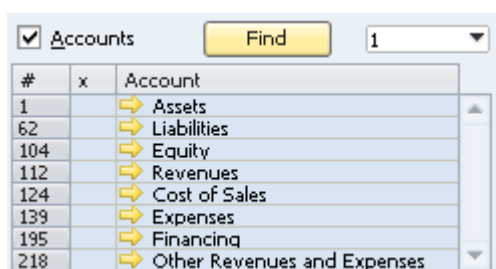 Accounts Find 1
# x Account
1 Assets
62 Liabilities
104 Equity
112 Revenues
124 Cost of Sales
139 Expenses
195 Financing
218 Other Revenues and Expenses